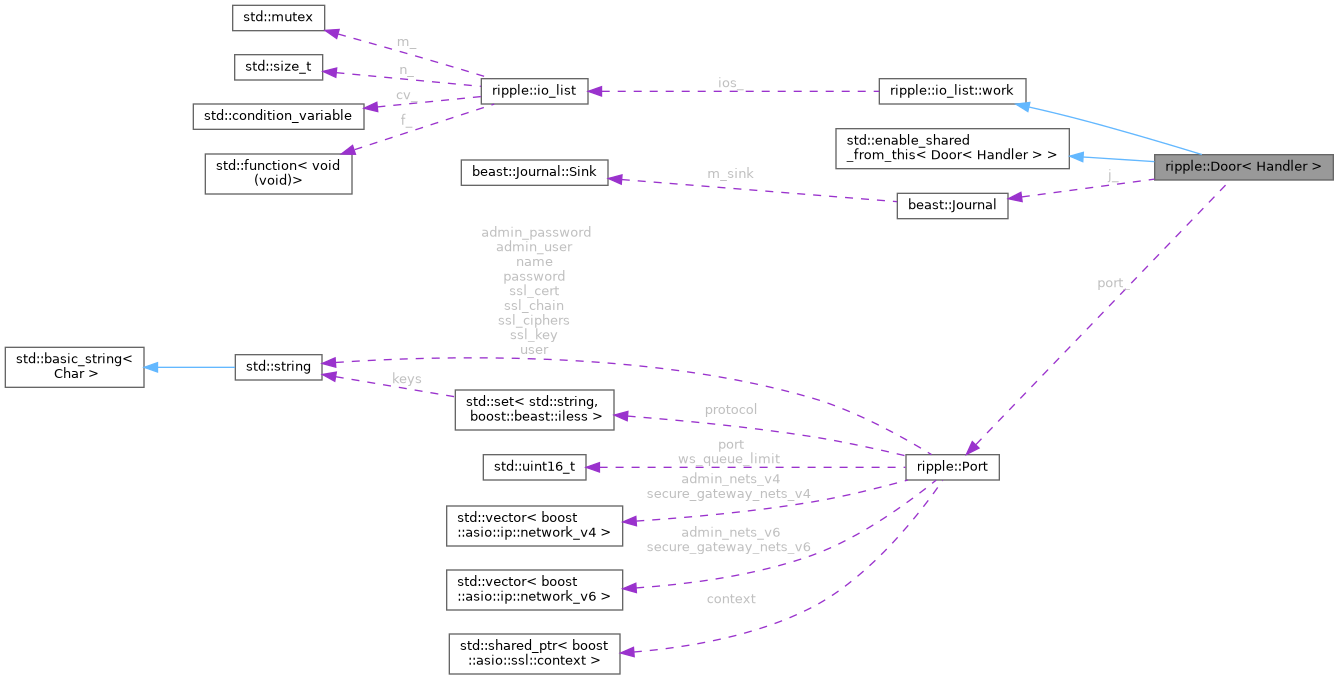 std::mutex
m_
std::size_t
n_
ripple::io_list
ios_
ripple::io_list::work
cv_
std::condition_variable
f_
std::enable_shared
_from_this< Door< Handler > >
std::function< void
(void)>
ripple::Door< Handler >
beast::Journal::Sink
m_sink
j_
beast::Journal
admin_password
admin_user
name
password
ssl_cert
ssl_chain
ssl_ciphers
ssl_key
user
port_
std::basic_string<
Char >
std::string
keys
std::set< std::string,
boost::beast::iless >
protocol
port
ws_queue_limit
std::uint16_t
ripple::Port
admin_nets_v4
secure_gateway_nets_v4
std::vector< boost
::asio::ip::network_v4 >
admin_nets_v6
secure_gateway_nets_v6
std::vector< boost
::asio::ip::network_v6 >
context
std::shared_ptr< boost
::asio::ssl::context >